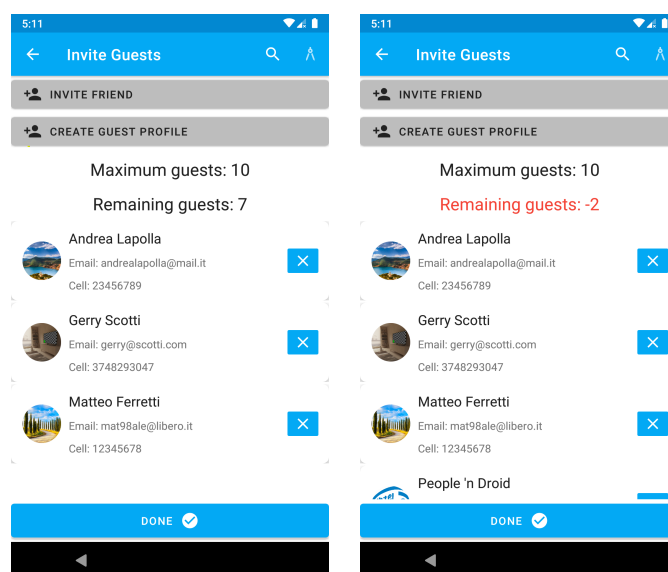 5:11
Invite Guests
INVITE FRIEND
CREATE GUEST PROFILE
Maximum guests: 10
Remaining guests: 7
Andrea Lapolla
Email: andrealapolla@mail.it
Cell: 23456789
Gerry Scotti
Email: gerry@scotti.com
Cell: 3748293047
Matteo Ferretti
Email: mat98ale@libero.it
Cell: 12345678
DONE
5:11
Invite Guests
INVITE FRIEND
CREATE GUEST PROFILE
Maximum guests: 10
Remaining guests: -2
Andrea Lapolla
Email: andrealapolla@mail.it
Cell: 23456789
Gerry Scotti
Email: gerry@scotti.com
Cell: 3748293047
Matteo Ferretti
Email: mat98ale@libero.it
Cell: 12345678
People 'n Droid
DONE